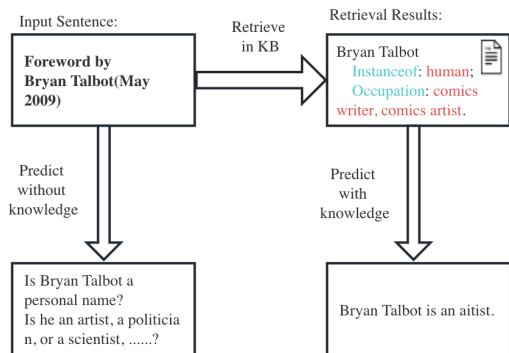 Input Sentence:
Foreword by
Bryan Talbot(May
2009)
Retrieve
in KB
Retrieval Results:
Bryan Talbot
Instanceof: human;
Occupation: comics
writer, comics artist.
Predict
without
knowledge
Predict
with
knowledge
Is Bryan Talbot a
personal name?
Is he an artist, a politicia
n, or a scientist, ......?
Bryan Talbot is an aitist.